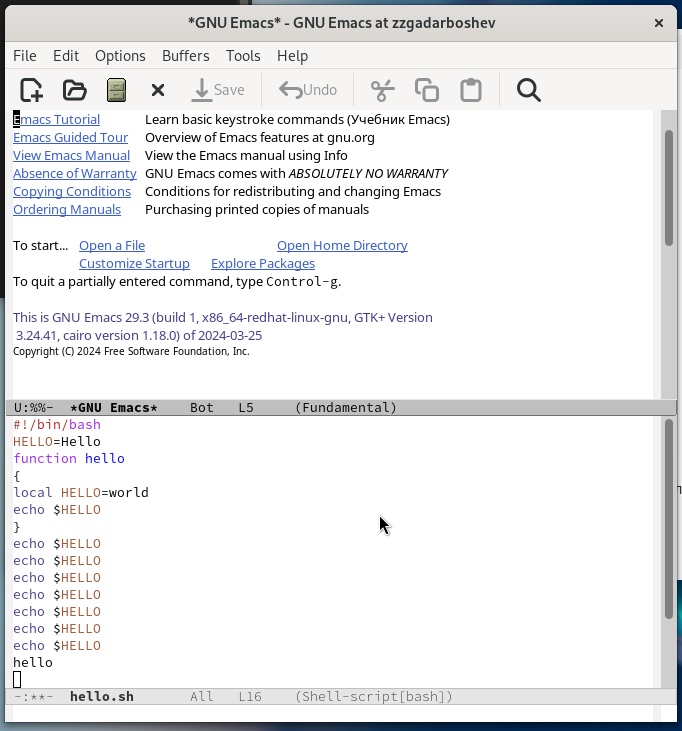 *GNU Emacs* - GNU Emacs at zzgadarboshev
File Edit Options Buffers Tools Help
Save Undo
Emacs Tutorial Learn basic keystroke commands (Учебник Emacs)
Emacs Guided Tour Overview of Emacs features at gnu.org
View Emacs Manual View the Emacs manual using Info
Absence of Warranty GNU Emacs comes with ABSOLUTELY NO WARRANTY
Copying Conditions Conditions for redistributing and changing Emacs
Ordering Manuals Purchasing printed copies of manuals
To start... Open a File Open Home Directory
Customize Startup Explore Packages
To quit a partially entered command, type Control-g.
This is GNU Emacs 29.3 (build 1, x86_64-redhat-linux-gnu, GTK+ Version
3.24.41, cairo version 1.18.0) of 2024-03-25
Copyright (C) 2024 Free Software Foundation, Inc.
U:%%- *GNU Emacs* Bot L5 (Fundamental)
#!/bin/bash
HELLO=Hello
function hello
{
local HELLO=world
echo $HELLO
}
echo $HELLO
echo $HELLO
echo $HELLO
echo $HELLO
echo $HELLO
echo $HELLO
echo $HELLO
hello
-:**- hello.sh All L16 (Shell-script[bash])